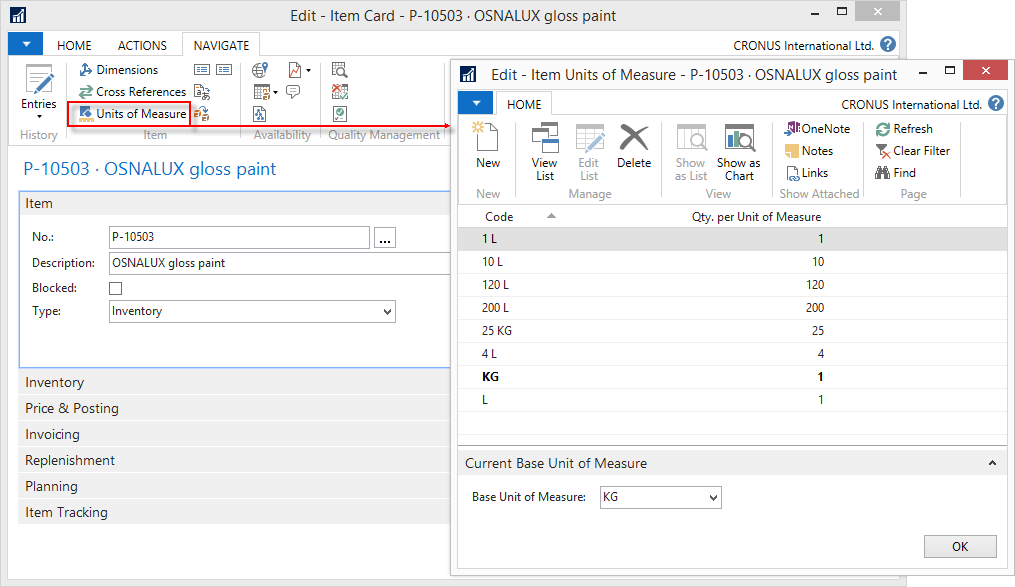 Edit - Item Card - P-10503 · OSNALUX gloss paint
HOME ACTIONS NAVIGATE
CRONUS International Ltd.
Entries
History
Dimensions
Cross References
Units of Measure
Item
Availability
Quality Management
P-10503 · OSNALUX gloss paint
Item
No.: P-10503
Description: OSNALUX gloss paint
Blocked:
Type: Inventory
Inventory
Price & Posting
Invoicing
Replenishment
Planning
Item Tracking
Edit - Item Units of Measure - P-10503 · OSNALUX gloss paint
HOME
CRONUS International Ltd.
New
New
View List
Edit List
Delete
Manage
Show as List
Show as Chart
View
OneNote
Notes
Links
Show Attached
Refresh
Clear Filter
Find
Page
Code Qty. per Unit of Measure
1 L 1
10 L 10
120 L 120
200 L 200
25 KG 25
4 L 4
KG 1
L 1
Current Base Unit of Measure
Base Unit of Measure: KG
OK